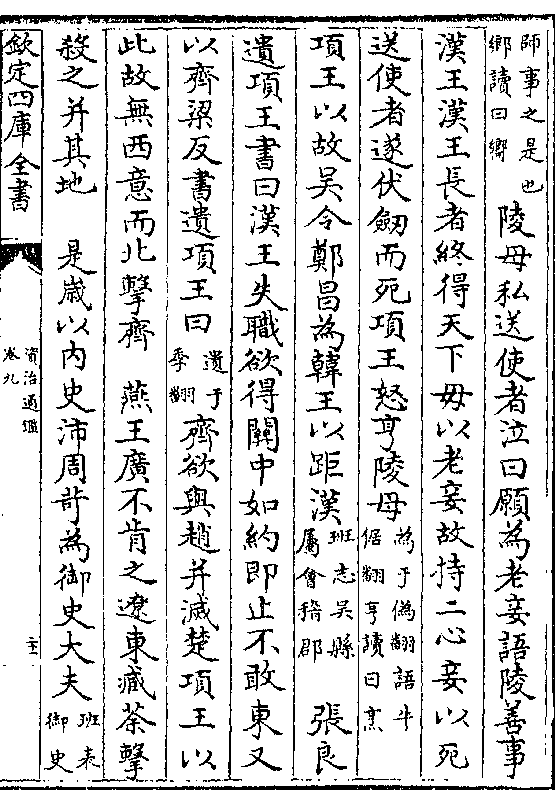 師事之是也鄉讀曰嚮 陵母私送使者泣曰願為老妾語陵善事
漢王漢王長者終得天下毋以老妾故持二心妾以死
送使者遂伏劒而死項王怒亨陵母為于偽翻語牛倨翻亨讀曰烹
項王以故吳令鄭昌為韓王以距漢班志吳縣屬會稽郡 張良
遺項王書曰漢王失職欲得關中如約即止不敢東又
以齊梁反書遺項王曰遺于季翻齊欲與趙并滅楚項王以
此故無西意而北擊齊 燕王廣不肯之遼東臧荼擊
殺之并其地 是歲以内史沛周苛為御史大夫班表御史
欽定四庫全書
資治通鑑
卷九